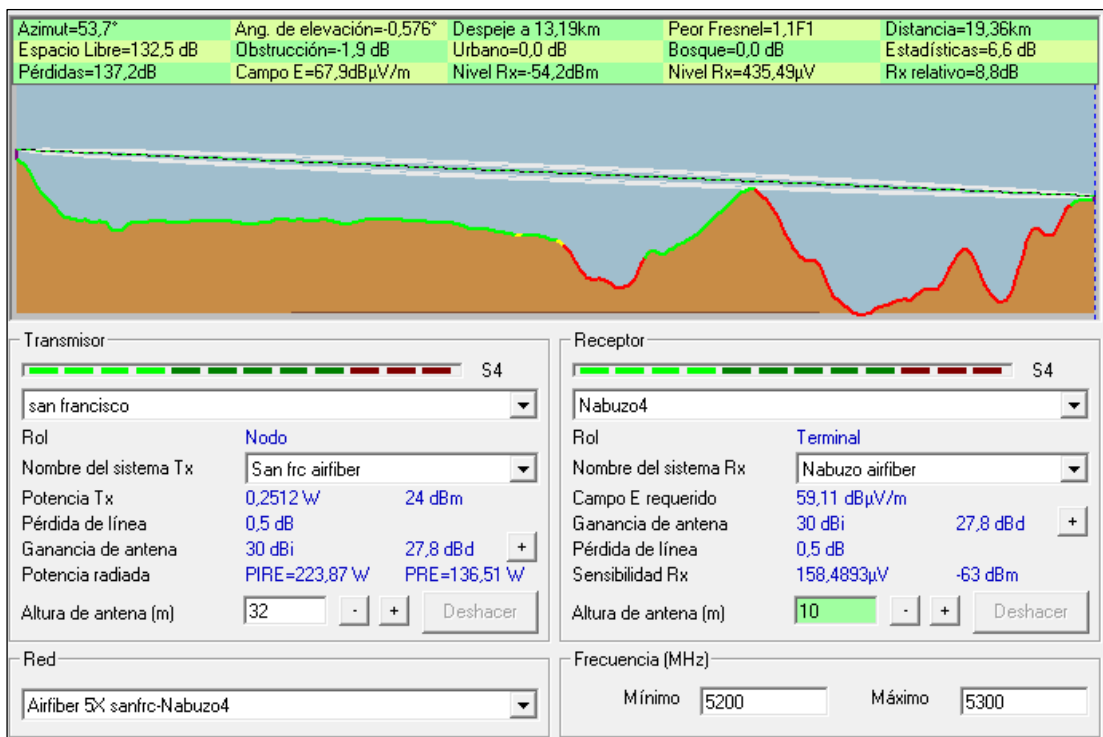 Azimut=53,7° Ang. de elevación=-0,576° Despeje a 13,19km Peor Fresnel=1,1F1 Distancia=19,36km
Espacio Libre=132,5 dB Obstrucción=-1,9 dB Urbano=0,0 dB Bosque=0,0 dB Estadísticas=6,6 dB
Pérdidas=137,2dB Campo E=67,9dBµV/m Nivel Rx=-54,2dBm Nivel Rx=435,49µV Rx relativo=8,8dB
Transmisor
S4
san francisco
Rol Nodo
Nombre del sistema Tx San frc airfiber
Potencia Tx 0,2512 W 24 dBm
Pérdida de línea 0,5 dB
Ganancia de antena 30 dBi 27,8 dBd +
Potencia radiada PIRE=223,87 W PRE=136,51 W
Altura de antena (m) 32 - + Deshacer
Receptor
S4
Nabuzo4
Rol Terminal
Nombre del sistema Rx Nabuzo airfiber
Campo E requerido 59,11 dBµV/m
Ganancia de antena 30 dBi 27,8 dBd +
Pérdida de línea 0,5 dB
Sensibilidad Rx 158,4893µV -63 dBm
Altura de antena (m) 10 - + Deshacer
Red
Airfiber 5X sanfrc-Nabuzo4
Frecuencia (MHz)
Mínimo 5200 Máximo 5300